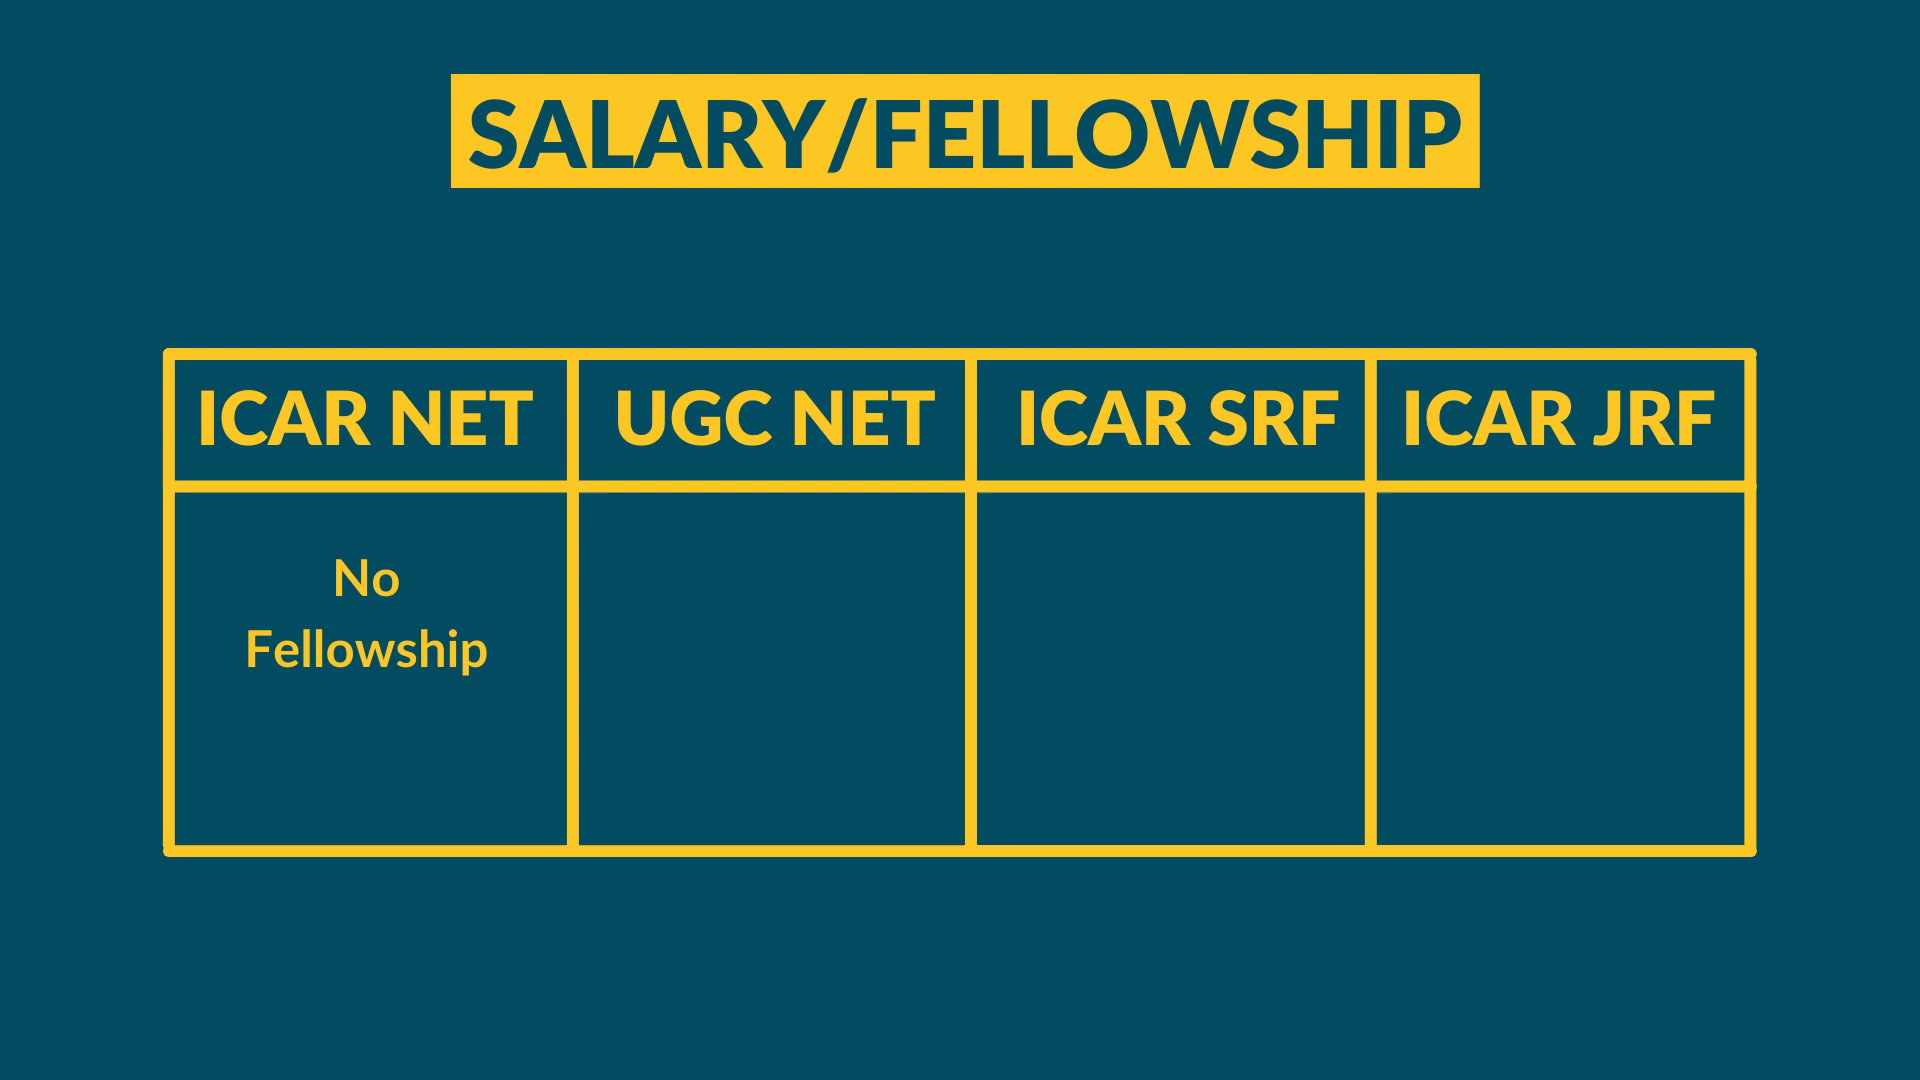 SALARY/FELLOWSHIP
ICAR NET UGC NET ICAR SRF ICAR JRF
No
Fellowship